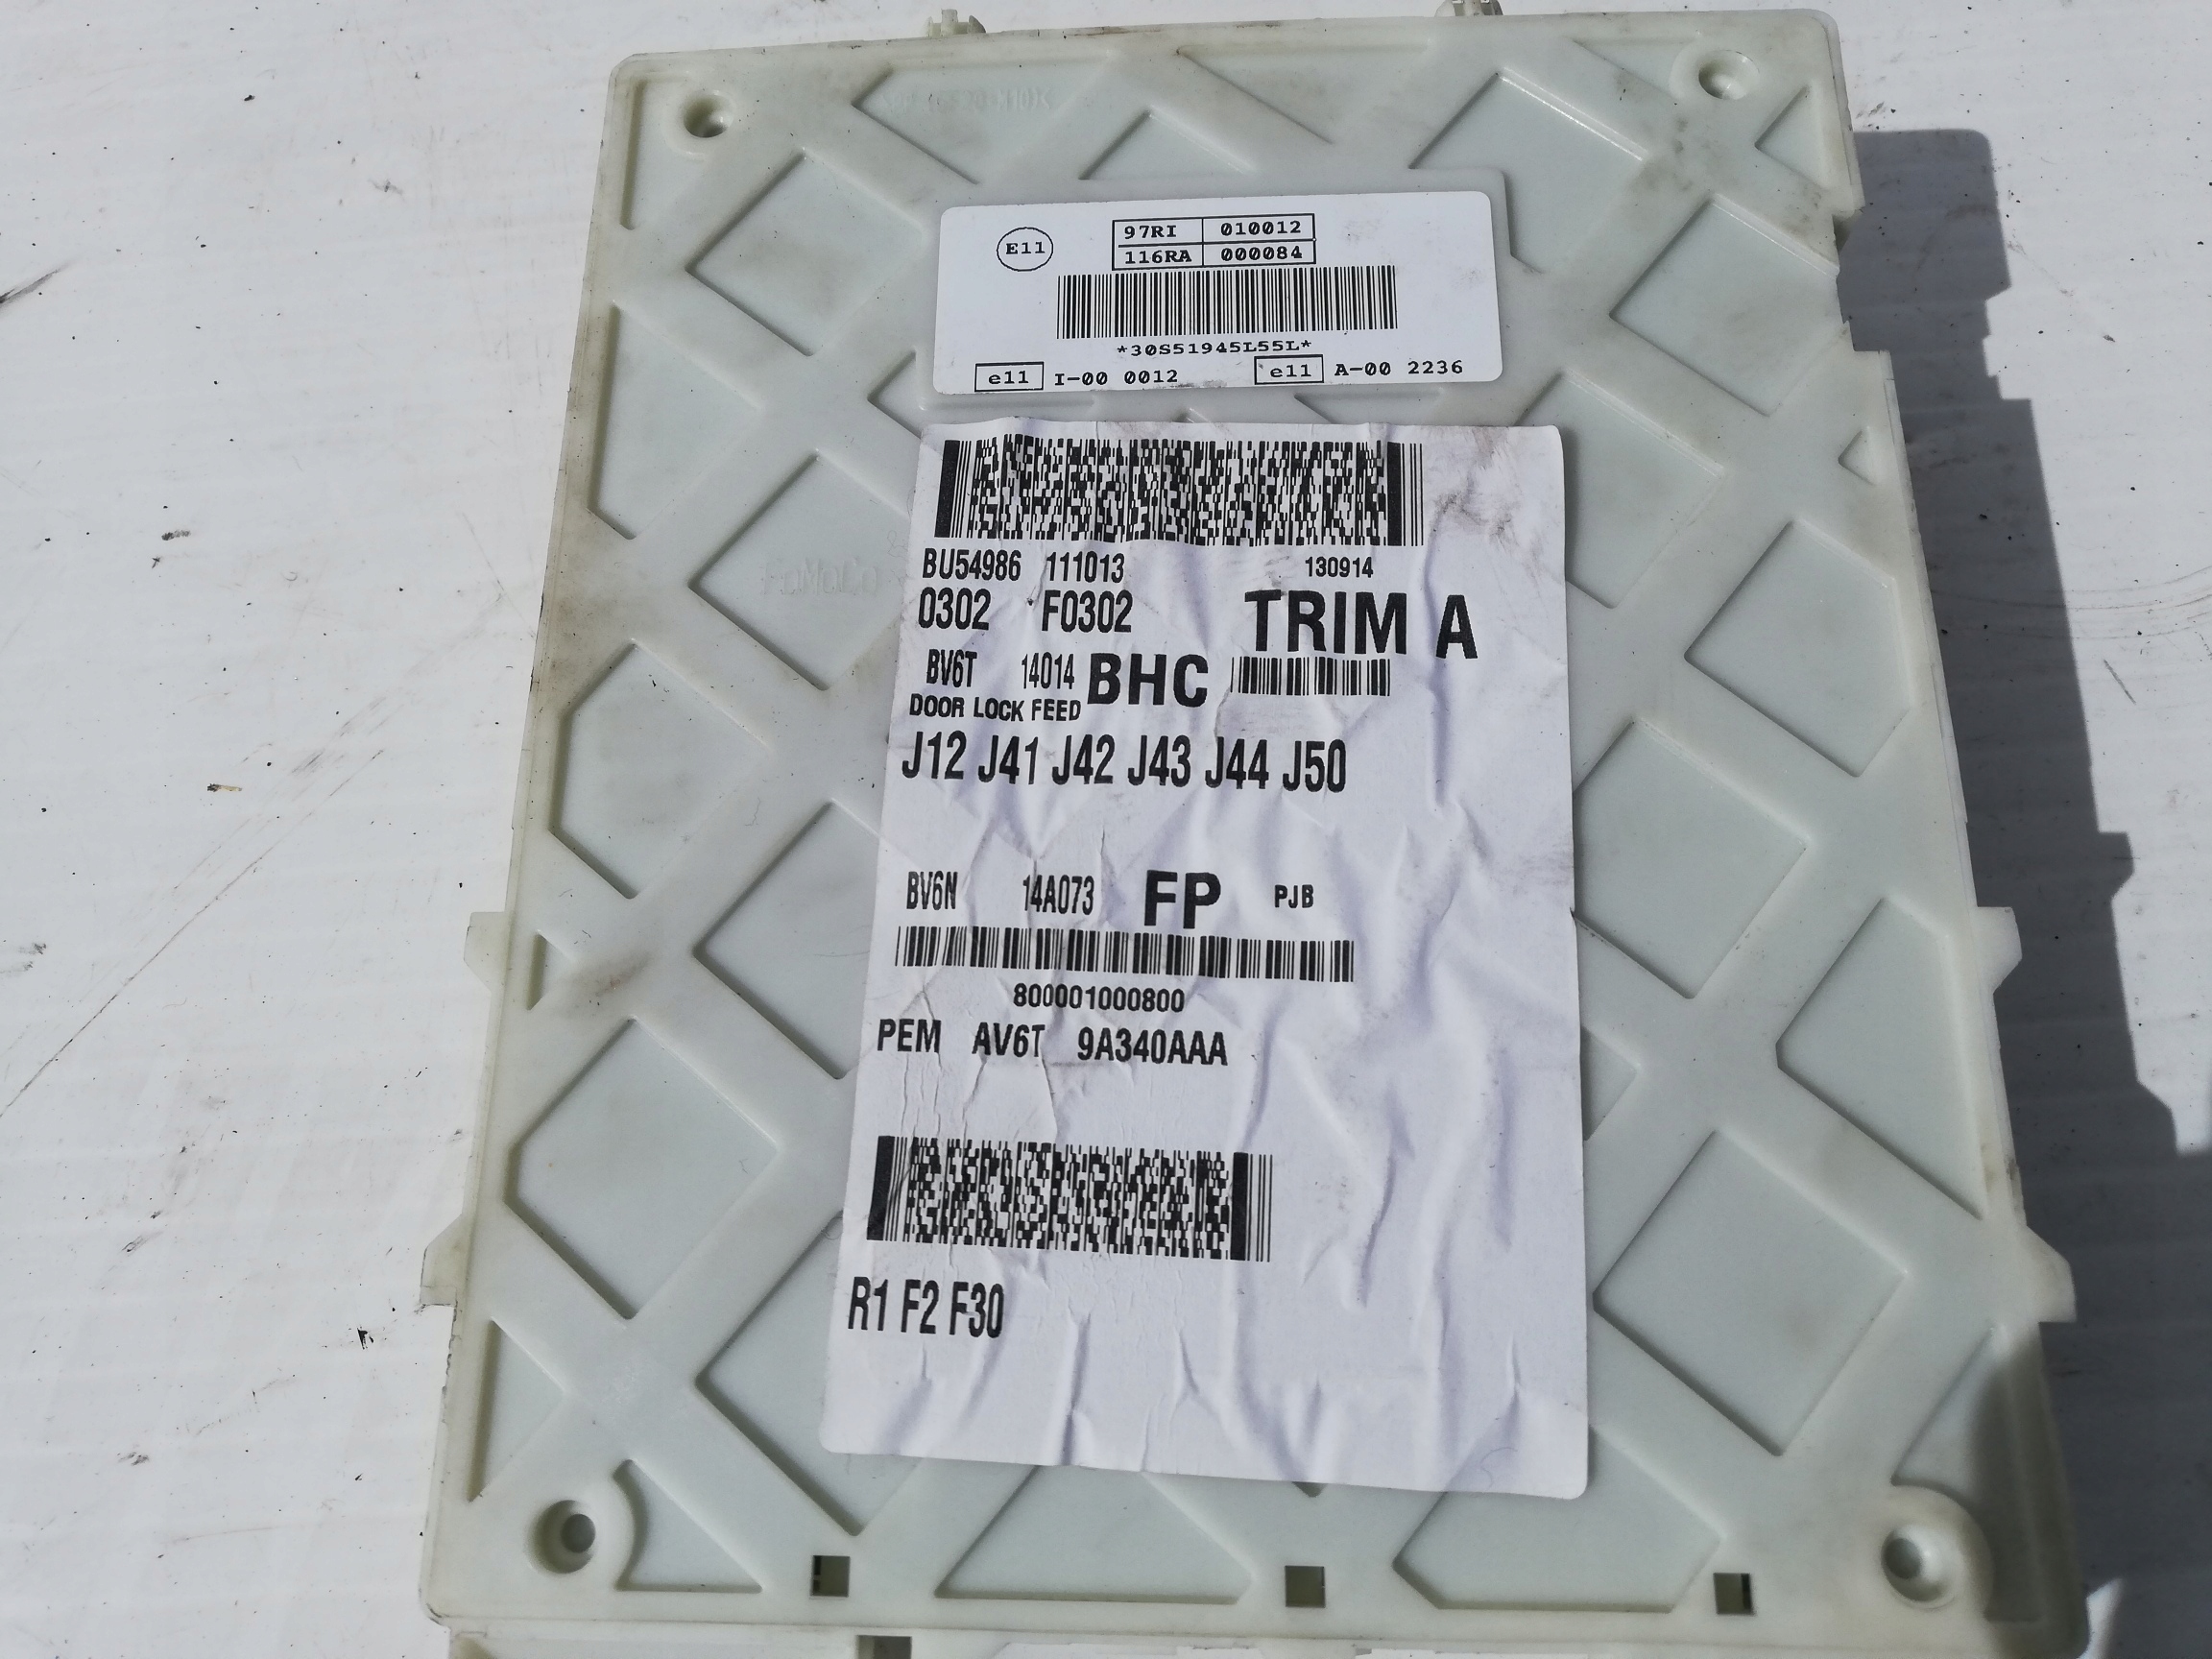 E11
97RI 010012
116RA 000084
*30S51945L55L*
e11 I-00 0012 e11 A-00 2236
BU54986 111013 130914
0302 F0302 TRIM A
BV6T 14014 BHC
DOOR LOCK FEED
J12 J41 J42 J43 J44 J50
BV6N 14A073 FP PJB
800001000800
PEM AV6T 9A340AAA
R1 F2 F30